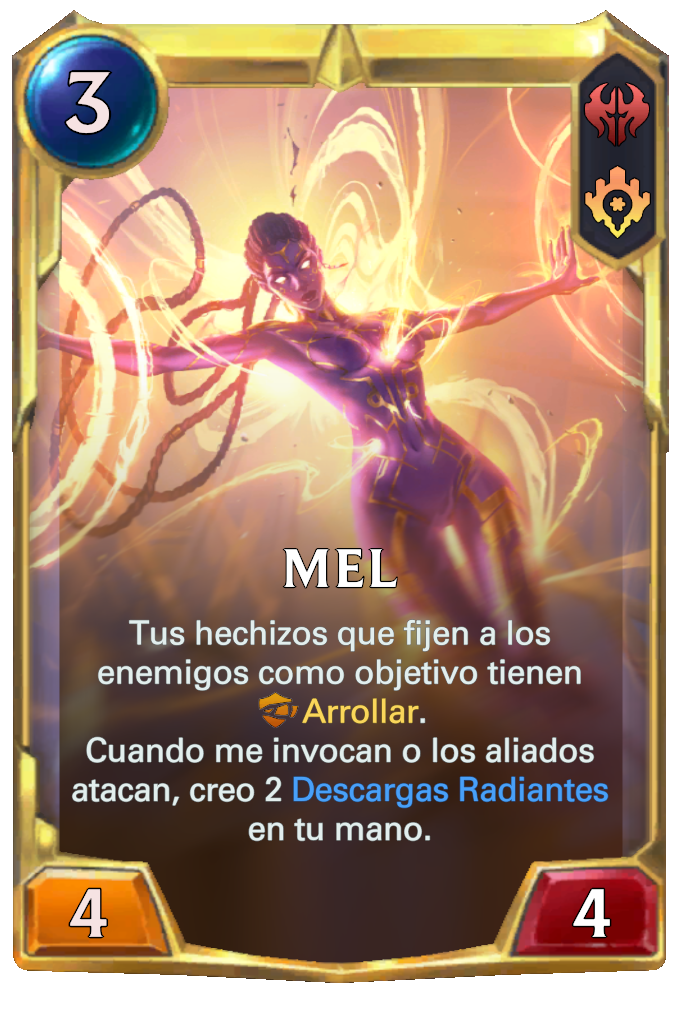 3
MEL
Tus hechizos que fijen a los
enemigos como objetivo tienen
Arrollar.
Cuando me invocan o los aliados
atacan, creo 2 Descargas Radiantes
en tu mano.
4
4